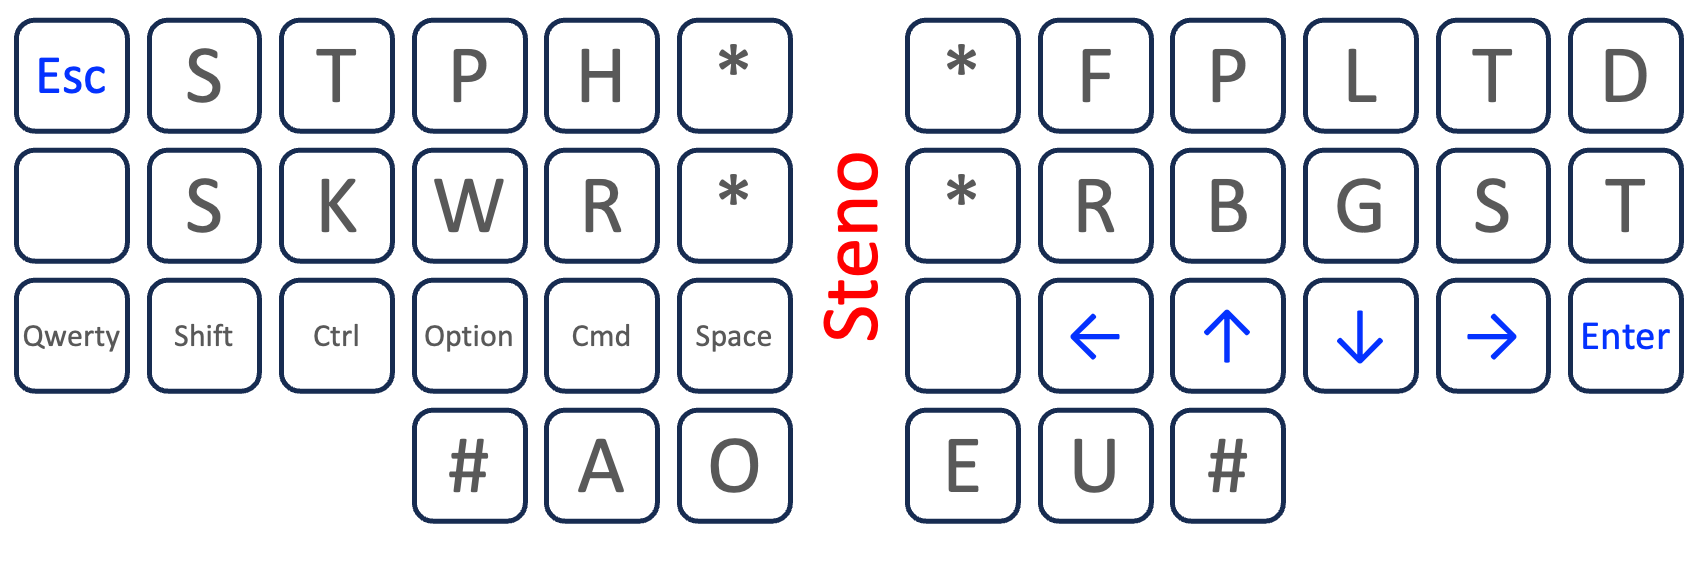 Esc S T P H * * F P L T D
S K W R * * R B G S T
Steno
Qwerty Shift Ctrl Option Cmd Space ← ↑ ↓ → Enter
# A O E U #